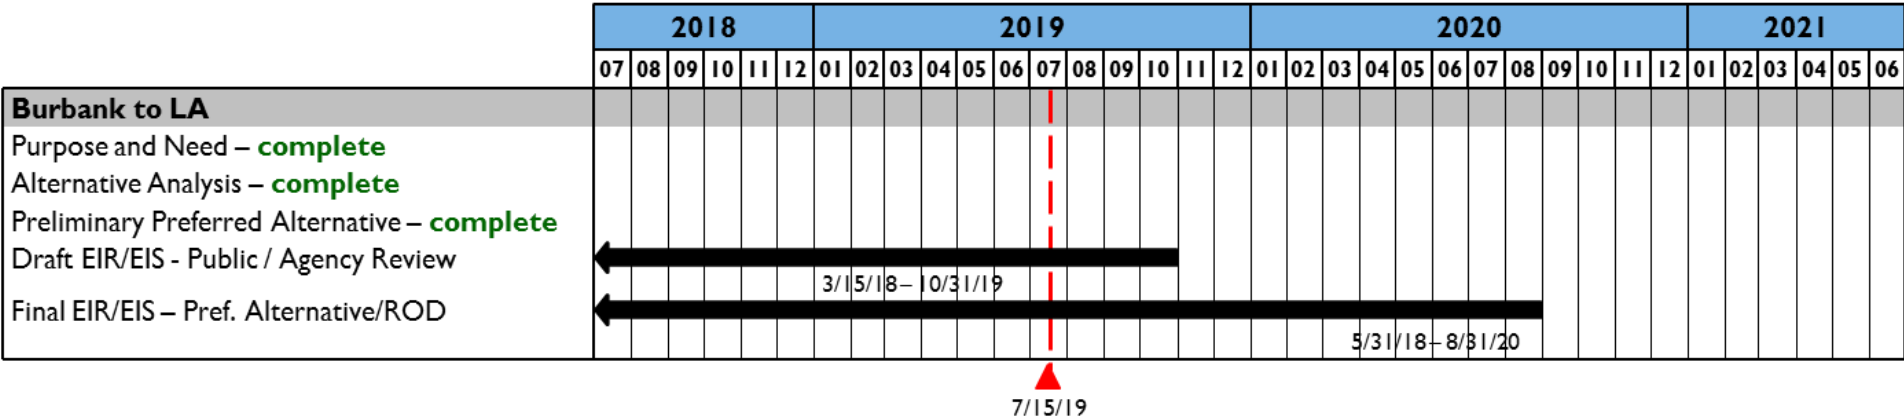 2018 2019 2020 2021
07 08 09 10 11 12 01 02 03 04 05 06 07 08 09 10 11 12 01 02 03 04 05 06 07 08 09 10 11 12 01 02 03 04 05 06
Burbank to LA
Purpose and Need – complete
Alternative Analysis – complete
Preliminary Preferred Alternative – complete
Draft EIR/EIS - Public / Agency Review
3/15/18– 10/31/19
Final EIR/EIS – Pref. Alternative/ROD
5/31/18– 8/31/20
7/15/19